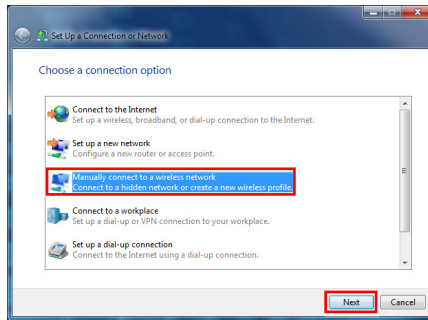 Set Up a Connection or Network
Choose a connection option
Connect to the Internet
Set up a wireless, broadband, or dial-up connection to the Internet.
Set up a new network
Configure a new router or access point.
Manually connect to a wireless network
Connect to a hidden network or create a new wireless profile.
Connect to a workplace
Set up a dial-up or VPN connection to your workplace.
Set up a dial-up connection
Connect to the Internet using a dial-up connection.
Next Cancel